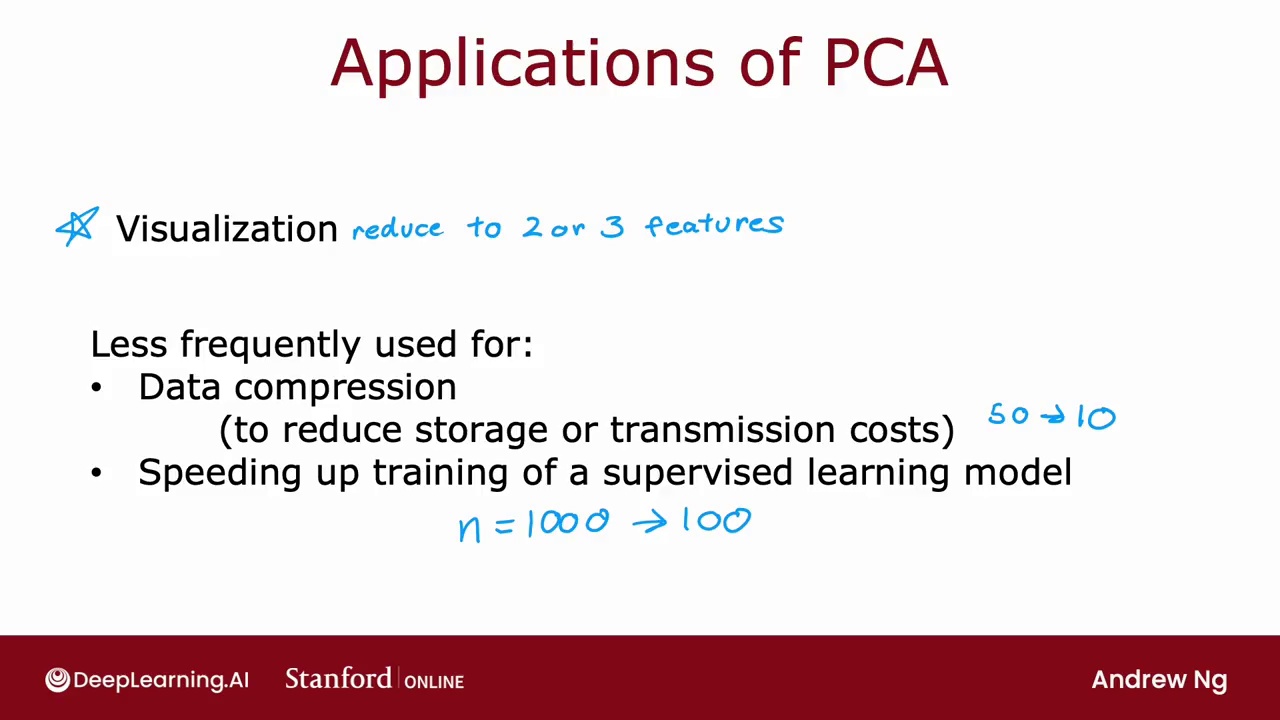 Applications of PCA
Visualization reduce to 2 or 3 features
Less frequently used for:
• Data compression
(to reduce storage or transmission costs) 50 → 10
• Speeding up training of a supervised learning model
n = 1000 → 100
DeepLearning.AI Stanford ONLINE Andrew Ng